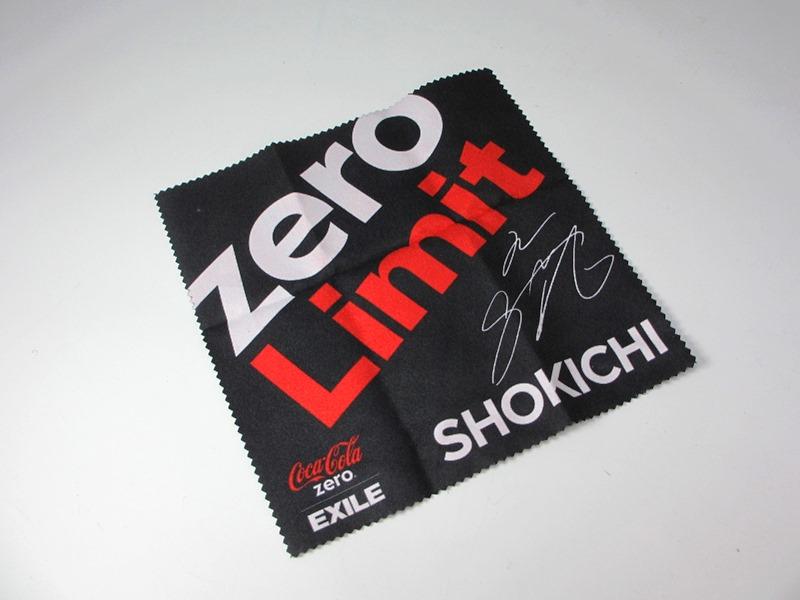 zero
Limit
SHOKICHI
Coca-Cola
zero
EXILE